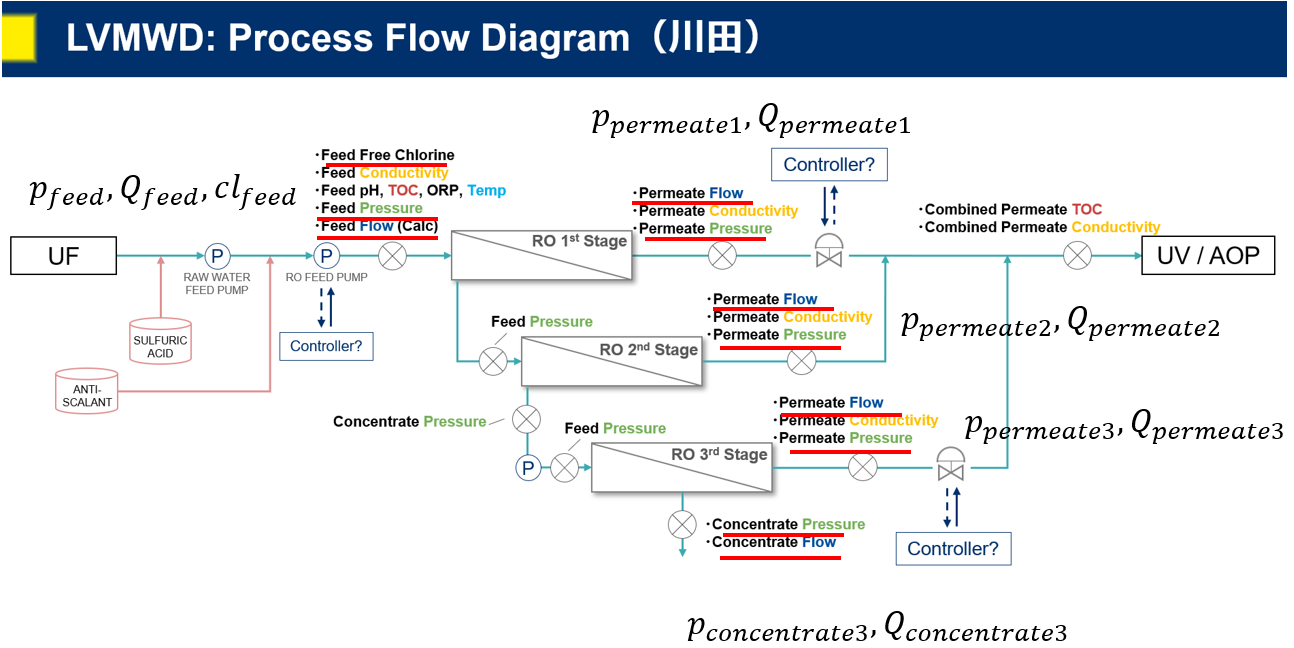 LVMWD: Process Flow Diagram（川田）
p_permeate1, Q_permeate1
Controller?
p_feed, Q_feed, cl_feed
・Feed Free Chlorine
・Feed Conductivity
・Feed pH, TOC, ORP, Temp
・Feed Pressure
・Feed Flow (Calc)
・Permeate Flow
・Permeate Conductivity
・Permeate Pressure
・Combined Permeate TOC
・Combined Permeate Conductivity
UF
P
RAW WATER
FEED PUMP
P
RO FEED PUMP
RO 1st Stage
UV / AOP
SULFURIC
ACID
Controller?
ANTI-
SCALANT
Feed Pressure
RO 2nd Stage
・Permeate Flow
・Permeate Conductivity
・Permeate Pressure
p_permeate2, Q_permeate2
Concentrate Pressure
Feed Pressure
P
RO 3rd Stage
・Permeate Flow
・Permeate Conductivity
・Permeate Pressure
p_permeate3, Q_permeate3
Controller?
・Concentrate Pressure
・Concentrate Flow
p_concentrate3, Q_concentrate3